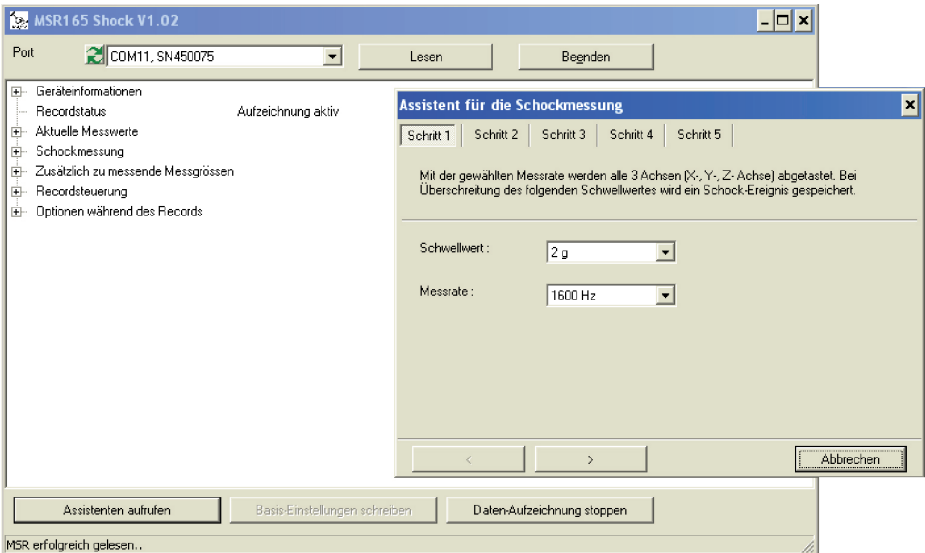 MSR165 Shock V1.02
Port
COM11, SN450075
Lesen
Beenden
Geräteinformationen
Recordstatus Aufzeichnung aktiv
Aktuelle Messwerte
Schockmessung
Zusätzlich zu messende Messgrössen
Recordsteuerung
Optionen während des Records
Assistent für die Schockmessung
Schritt 1 Schritt 2 Schritt 3 Schritt 4 Schritt 5
Mit der gewählten Messrate werden alle 3 Achsen (X-, Y-, Z- Achse) abgetastet. Bei
Überschreitung des folgenden Schwellwertes wird ein Schock-Ereignis gespeichert.
Schwellwert : 2 g
Messrate : 1600 Hz
< > Abbrechen
Assistenten aufrufen Basis-Einstellungen schreiben Daten-Aufzeichnung stoppen
MSR erfolgreich gelesen..